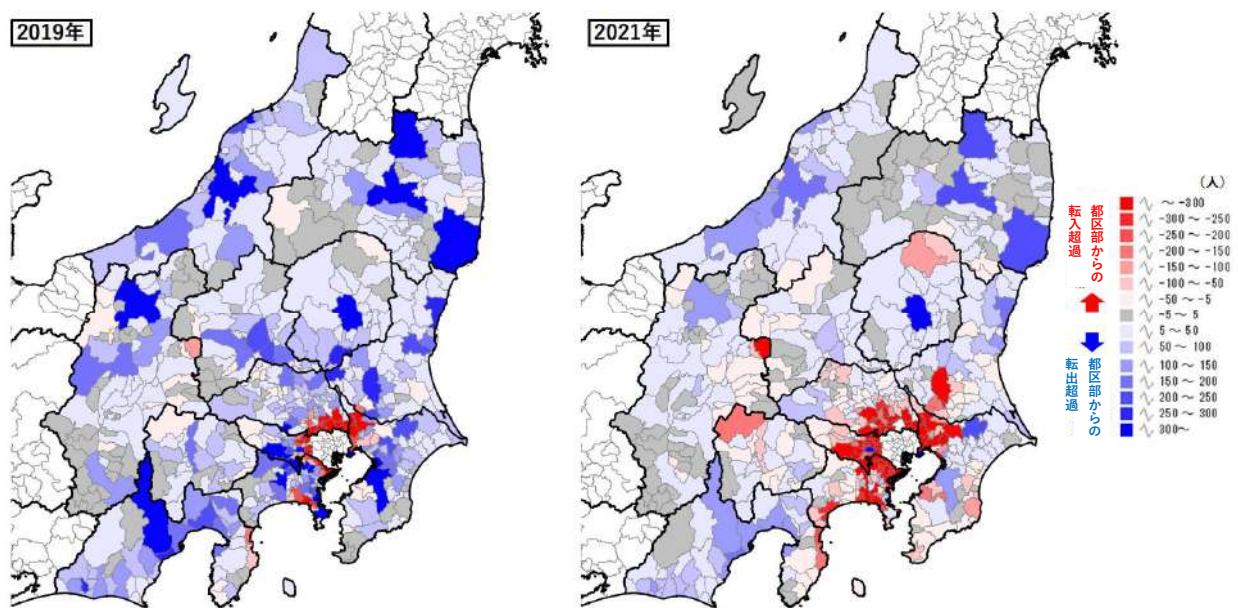 2019年
2021年
(人)
～ -300
-300 ～ -250
-250 ～ -200
-200 ～ -150
-150 ～ -100
-100 ～ -50
-50 ～ -5
-5 ～ 5
5 ～ 50
50 ～ 100
100 ～ 150
150 ～ 200
200 ～ 250
250 ～ 300
300～
都区部からの
転入超過
都区部からの
転出超過